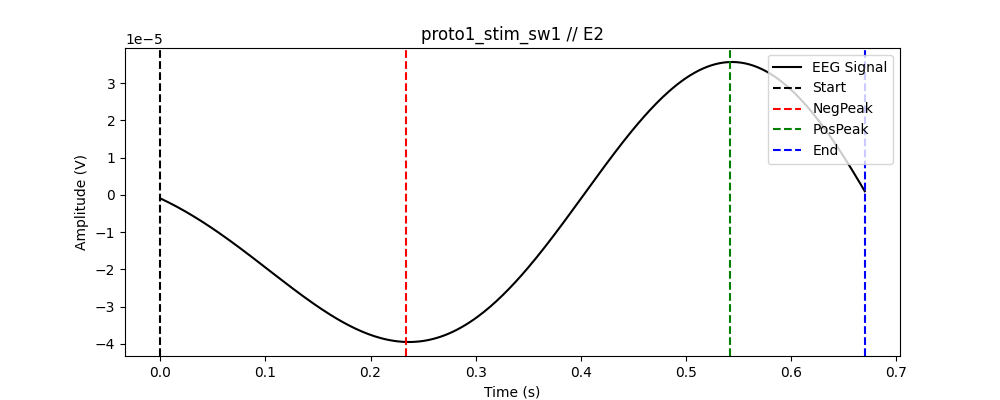 proto1_stim_sw1 // E2
1e−5
3
2
1
0
−1
−2
−3
−4
Amplitude (V)
EEG Signal
Start
NegPeak
PosPeak
End
0.0 0.1 0.2 0.3 0.4 0.5 0.6 0.7
Time (s)